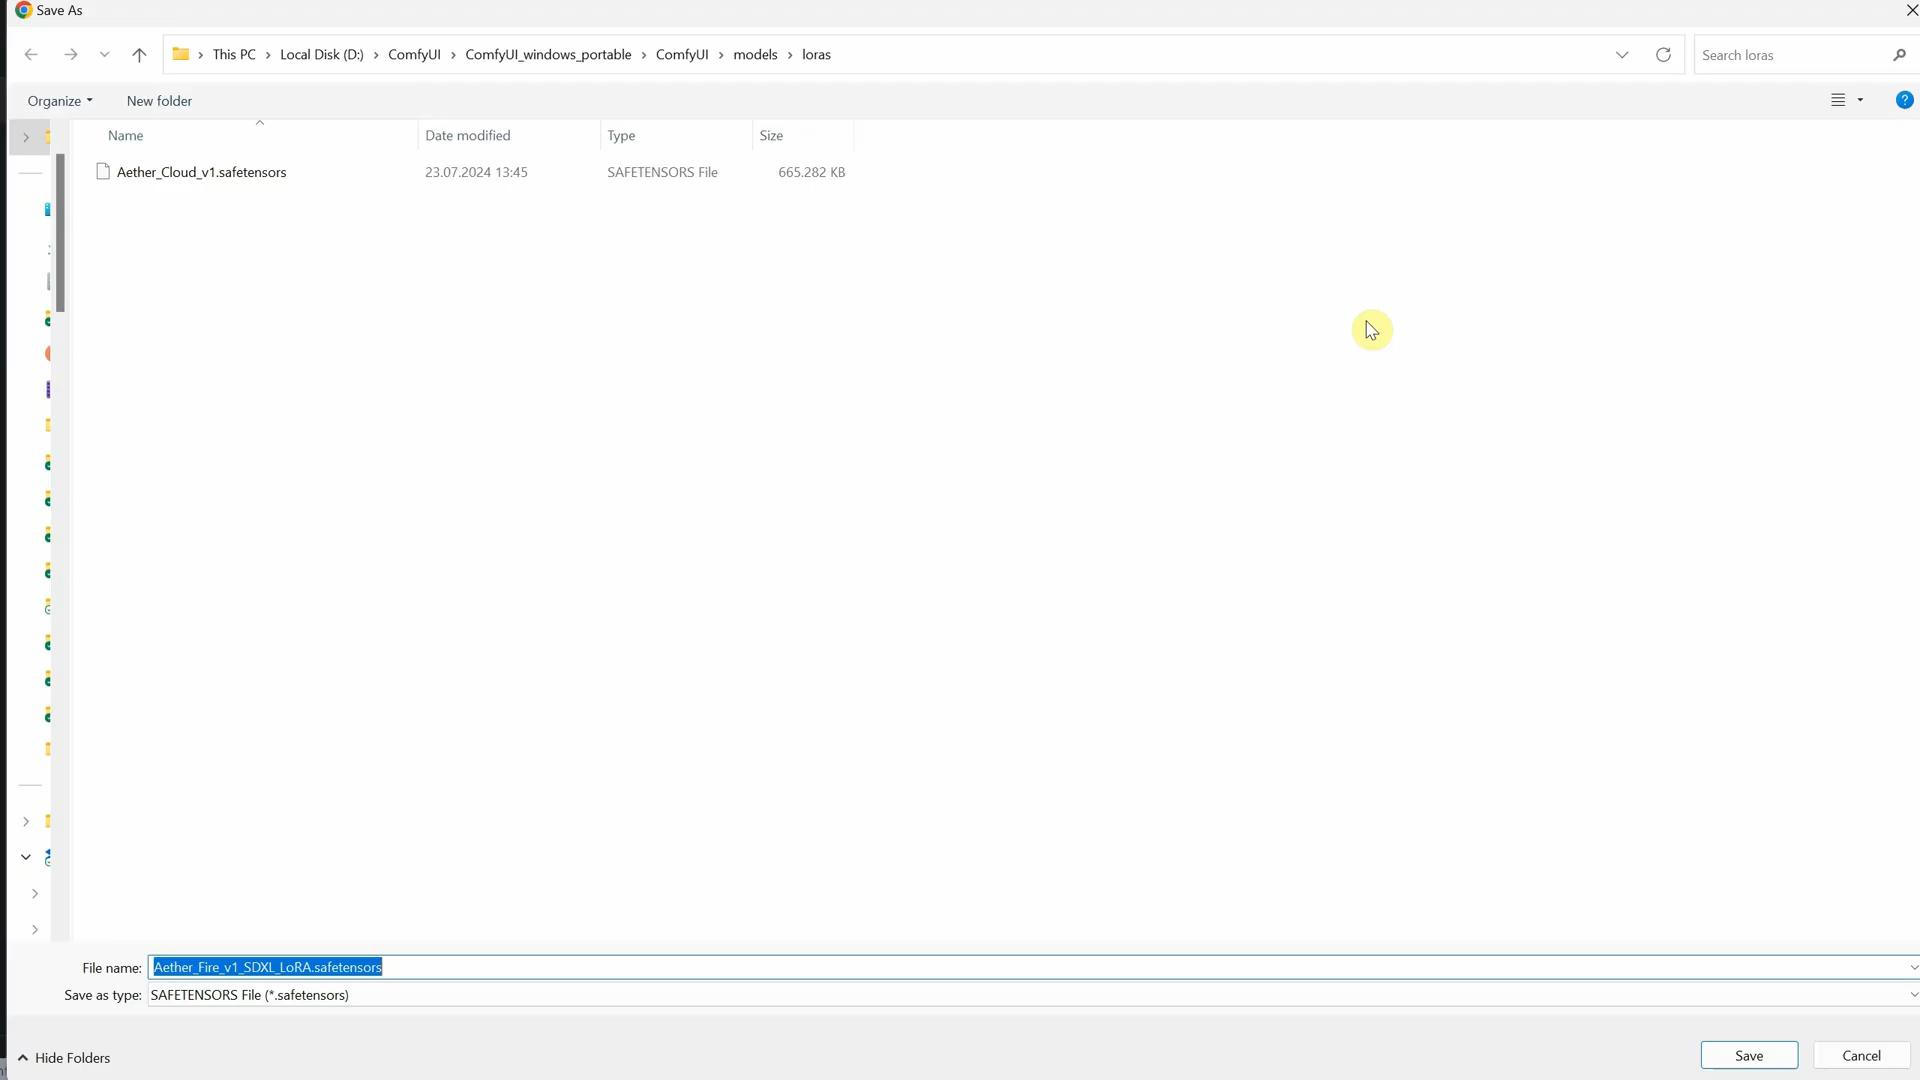 Save As
This PC > Local Disk (D:) > ComfyUI > ComfyUI_windows_portable > ComfyUI > models > loras
Search loras
Organize
New folder
Name
Date modified
Type
Size
Aether_Cloud_v1.safetensors
23.07.2024 13:45
SAFETENSORS File
665.282 KB
File name: Aether_Fire_v1_SDXL_LoRA.safetensors
Save as type: SAFETENSORS File (*.safetensors)
Hide Folders
Save
Cancel